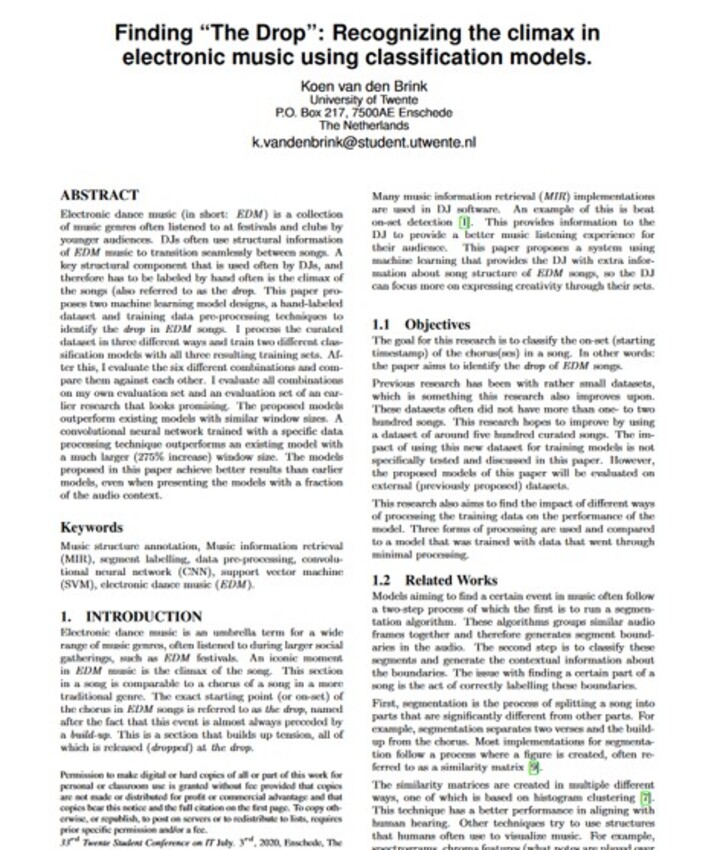 Finding “The Drop”: Recognizing the climax in
electronic music using classification models.
Koen van den Brink
University of Twente
P.O. Box 217, 7500AE Enschede
The Netherlands
k.vandenbrink@student.utwente.nl
ABSTRACT
Electronic dance music (in short: EDM) is a collection
of music genres often listened to at festivals and clubs by
younger audiences. DJs often use structural information
of EDM music to transition seamlessly between songs. A
key structural component that is used often by DJs, and
therefore has to be labeled by hand often is the climax of
the songs (also referred to as the drop. This paper pro-
poses two machine learning model designs, a hand-labeled
dataset and training data pre-processing techniques to
identify the drop in EDM songs. I process the curated
dataset in three different ways and train two different clas-
sification models with all three resulting training sets. Af-
ter this, I evaluate the six different combinations and com-
pare them against each other. I evaluate all combinations
on my own evaluation set and an evaluation set of an ear-
lier research that looks promising. The proposed models
outperform existing models with similar window sizes. A
convolutional neural network trained with a specific data
processing technique outperforms an existing model with
a much larger (275% increase) window size. The models
proposed in this paper achieve better results than earlier
models, even when presenting the models with a fraction
of the audio context.
Keywords
Music structure annotation, Music information retrieval
(MIR), segment labelling, data pre-processing, convolu-
tional neural network (CNN), support vector machine
(SVM), electronic dance music (EDM).
1. INTRODUCTION
Electronic dance music is an umbrella term for a wide
range of music genres, often listened to during larger social
gatherings, such as EDM festivals. An iconic moment
in EDM music is the climax of the song. This section
in a song is comparable to a chorus of a song in a more
traditional genre. The exact starting point (or on-set) of
the chorus in EDM songs is referred to as the drop, named
after the fact that this event is almost always preceded by
a build-up. This is a section that builds up tension, all of
which is released (dropped) at the drop.
Permission to make digital or hard copies of all or part of this work for
personal or classroom use is granted without fee provided that copies
are not made or distributed for profit or commercial advantage and that
copies bear this notice and the full citation on the first page. To copy oth-
erwise, or republish, to post on servers or to redistribute to lists, requires
prior specific permission and/or a fee.
33rd Twente Student Conference on IT July. 3rd, 2020, Enschede, The
Many music information retrieval (MIR) implementations
are used in DJ software. An example of this is beat
on-set detection [1]. This provides information to the
DJ to provide a better music listening experience for
their audience. This paper proposes a system using
machine learning that provides the DJ with extra infor-
mation about song structure of EDM songs, so the DJ
can focus more on expressing creativity through their sets.
1.1 Objectives
The goal for this research is to classify the on-set (starting
timestamp) of the chorus(ses) in a song. In other words:
the paper aims to identify the drop of EDM songs.
Previous research has been with rather small datasets,
which is something this research also improves upon.
These datasets often did not have more than one- to two
hundred songs. This research hopes to improve by using
a dataset of around five hundred curated songs. The im-
pact of using this new dataset for training models is not
specifically tested and discussed in this paper. However,
the proposed models of this paper will be evaluated on
external (previously proposed) datasets.
This research also aims to find the impact of different ways
of processing the training data on the performance of the
model. Three forms of processing are used and compared
to a model that was trained with data that went through
minimal processing.
1.2 Related Works
Models aiming to find a certain event in music often follow
a two-step process of which the first is to run a segmen-
tation algorithm. These algorithms groups similar audio
frames together and therefore generates segment bound-
aries in the audio. The second step is to classify these
segments and generate the contextual information about
the boundaries. The issue with finding a certain part of a
song is the act of correctly labelling these boundaries.
First, segmentation is the process of splitting a song into
parts that are significantly different from other parts. For
example, segmentation separates two verses and the build-
up from the chorus. Most implementations for segmenta-
tion follow a process where a figure is created, often re-
ferred to as a similarity matrix [9].
The similarity matrices are created in multiple different
ways, one of which is based on histogram clustering [7].
This technique has a better performance in aligning with
human hearing. Other techniques try to use structures
that humans often use to visualize music. For example,
spectrograms, chroma features (what notes are played over